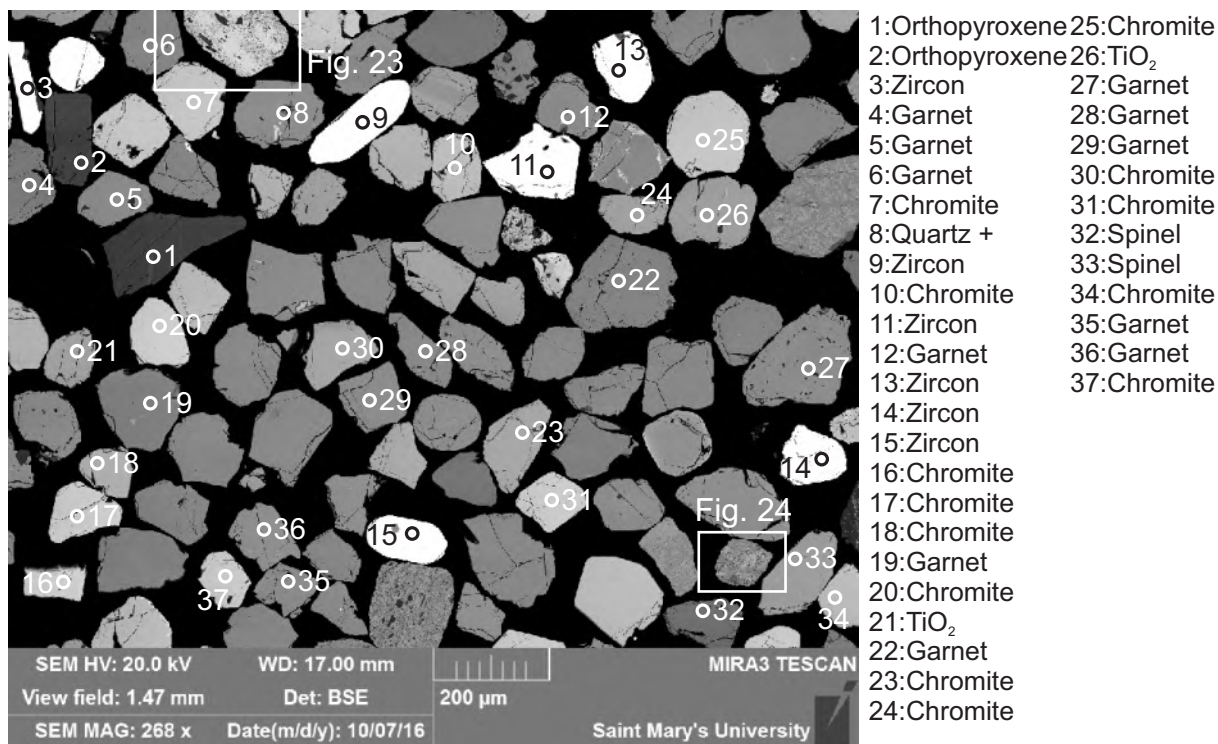 6
13
3
Fig. 23
7
8
9
12
10
25
2
11
4
5
24
26
1
22
20
21
30
28
27
19
29
23
18
14
17
31
36
15
Fig. 24
33
16
37
35
32
34
SEM HV: 20.0 kV WD: 17.00 mm MIRA3 TESCAN
View field: 1.47 mm Det: BSE 200 µm
SEM MAG: 268 x Date(m/d/y): 10/07/16 Saint Mary's University
1:Orthopyroxene
2:Orthopyroxene
3:Zircon
4:Garnet
5:Garnet
6:Garnet
7:Chromite
8:Quartz +
9:Zircon
10:Chromite
11:Zircon
12:Garnet
13:Zircon
14:Zircon
15:Zircon
16:Chromite
17:Chromite
18:Chromite
19:Garnet
20:Chromite
21:TiO₂
22:Garnet
23:Chromite
24:Chromite
25:Chromite
26:TiO₂
27:Garnet
28:Garnet
29:Garnet
30:Chromite
31:Chromite
32:Spinel
33:Spinel
34:Chromite
35:Garnet
36:Garnet
37:Chromite